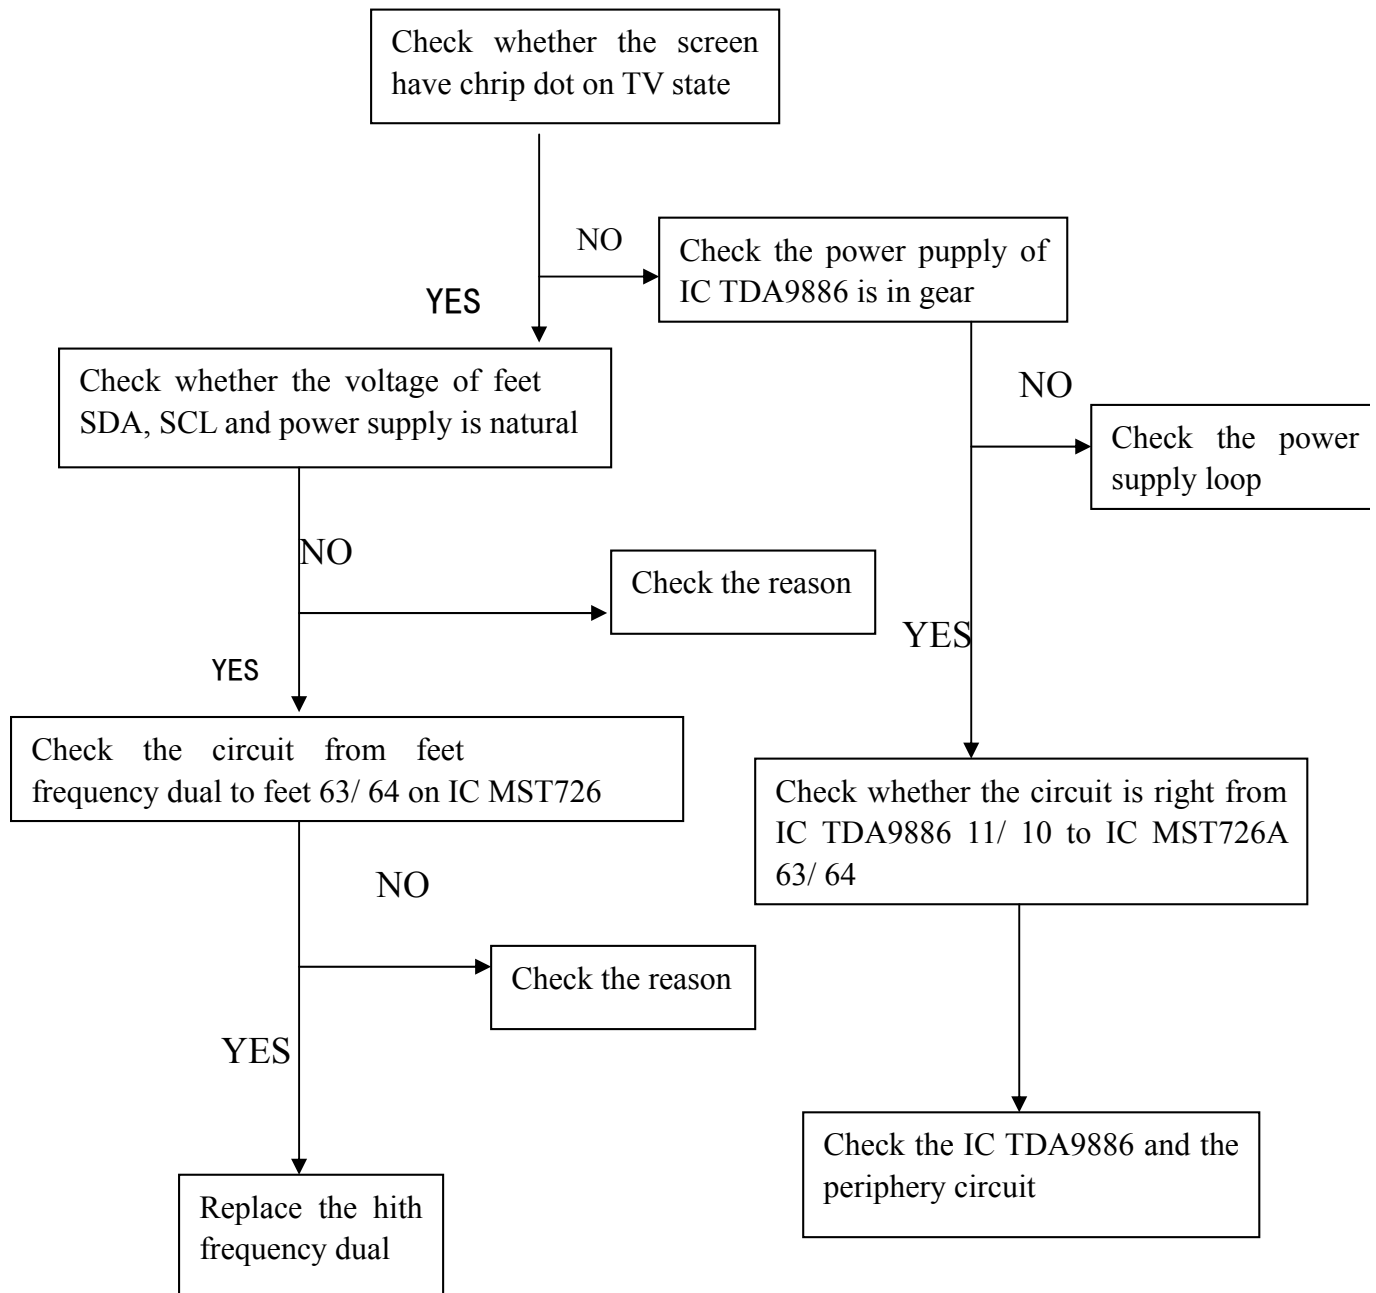 Check whether the screen
have chrip dot on TV state
NO
Check the power pupply of
IC TDA9886 is in gear
YES
Check whether the voltage of feet
SDA, SCL and power supply is natural
NO
Check the power
supply loop
NO
Check the reason
YES
YES
Check the circuit from feet
frequency dual to feet 63/ 64 on IC MST726
Check whether the circuit is right from
IC TDA9886 11/ 10 to IC MST726A
63/ 64
NO
Check the reason
YES
Check the IC TDA9886 and the
periphery circuit
Replace the hith
frequency dual